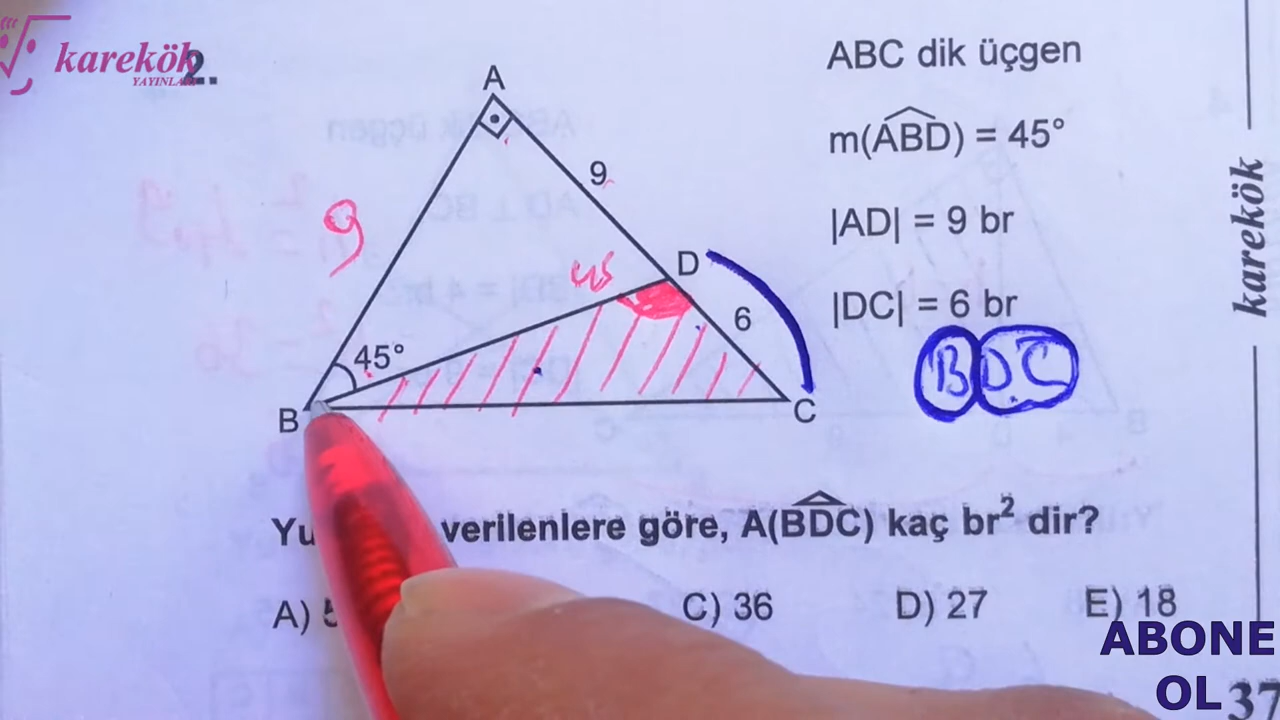 karekök
YAYINLARI
2.
A
9
9
45
D
6
45°
B
C
ABC dik üçgen
m(ABD) = 45°
|AD| = 9 br
|DC| = 6 br
BDC
verilenlere göre, A(BDC) kaç br² dir?
A) C) 36 D) 27 E) 18
karekök
ABONE
OL
37